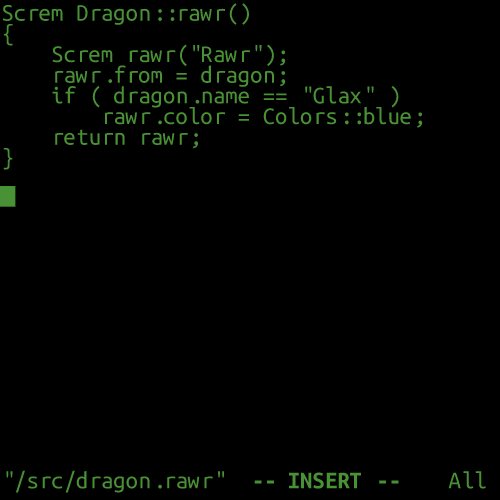 Screm Dragon::rawr()
{
    Screm rawr("Rawr");
    rawr.from = dragon;
    if ( dragon.name == "Glax" )
        rawr.color = Colors::blue;
    return rawr;
}
"/src/dragon.rawr"  -- INSERT --    All